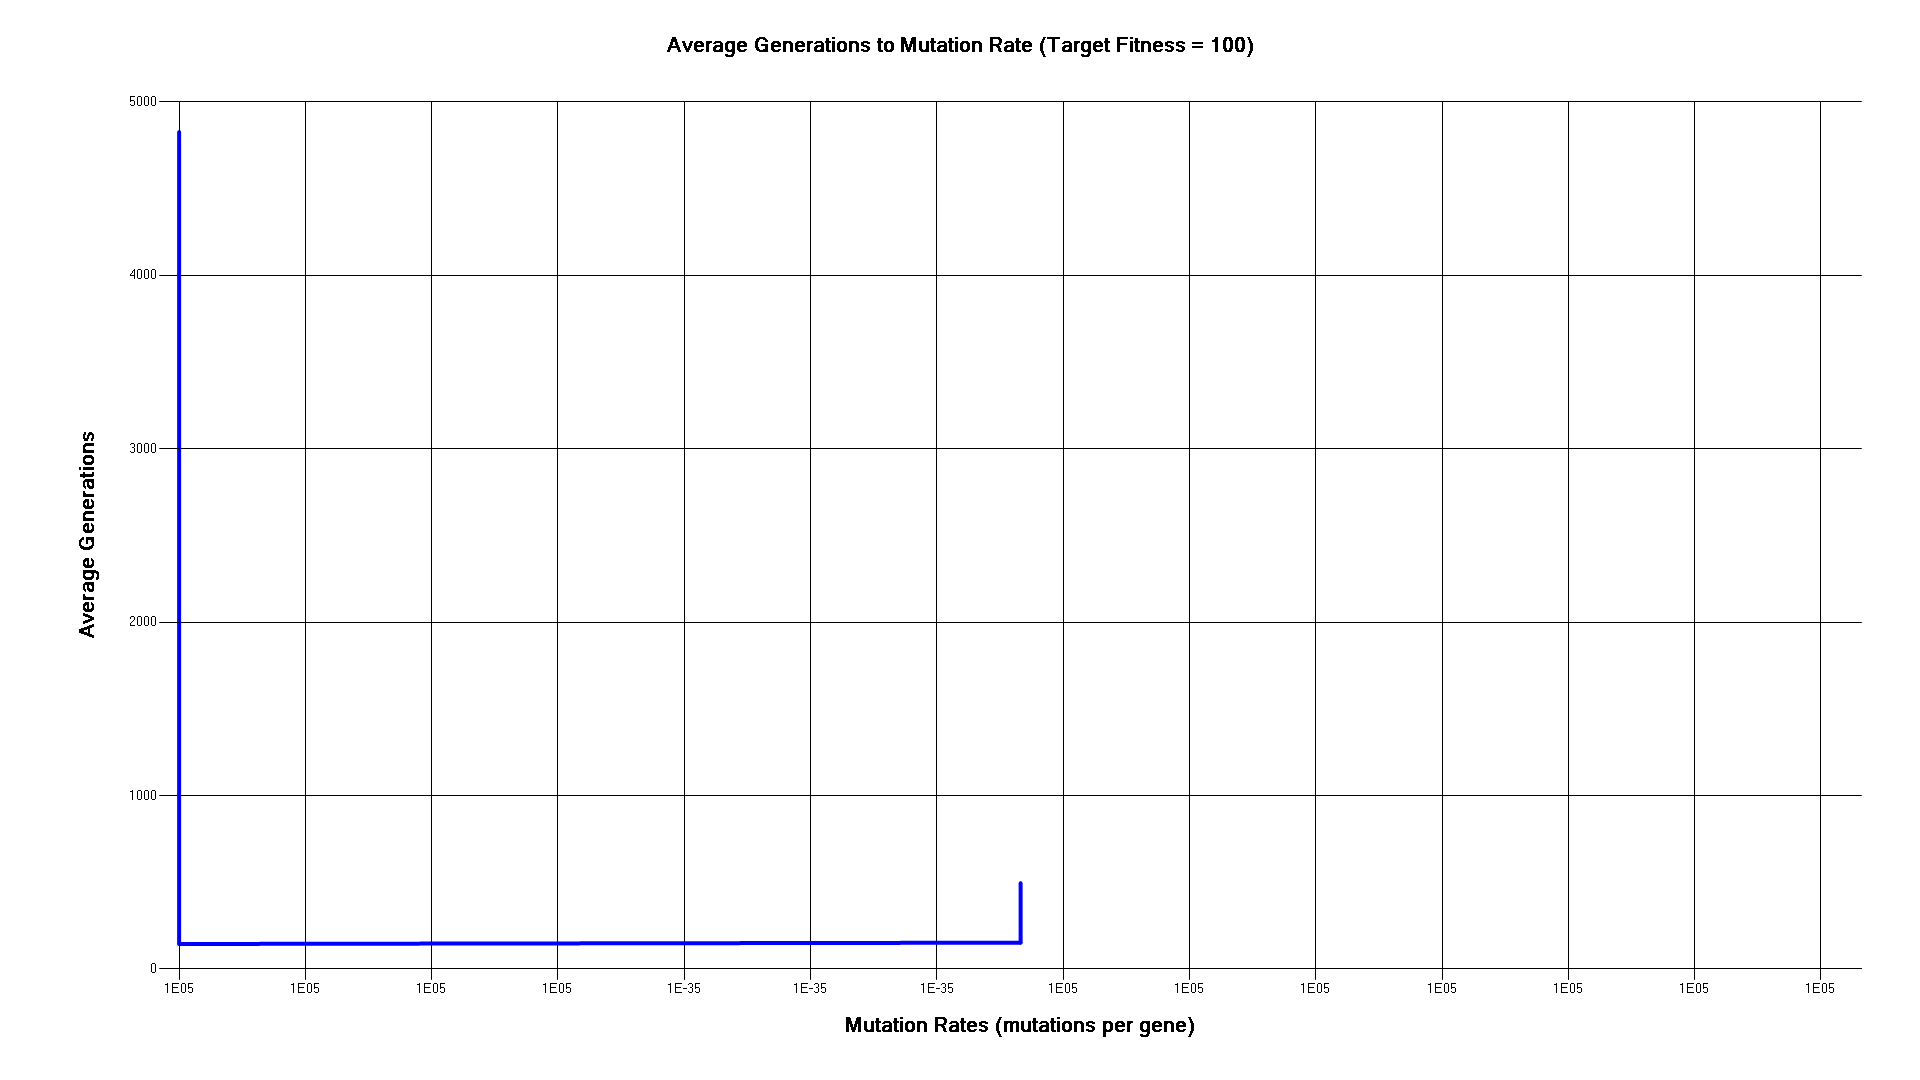 Average Generations to Mutation Rate (Target Fitness = 100)
5000
4000
3000
2000
1000
0
Average Generations
1E05 1E05 1E05 1E05 1E-35 1E-35 1E-35 1E05 1E05 1E05 1E05 1E05 1E05 1E05
Mutation Rates (mutations per gene)